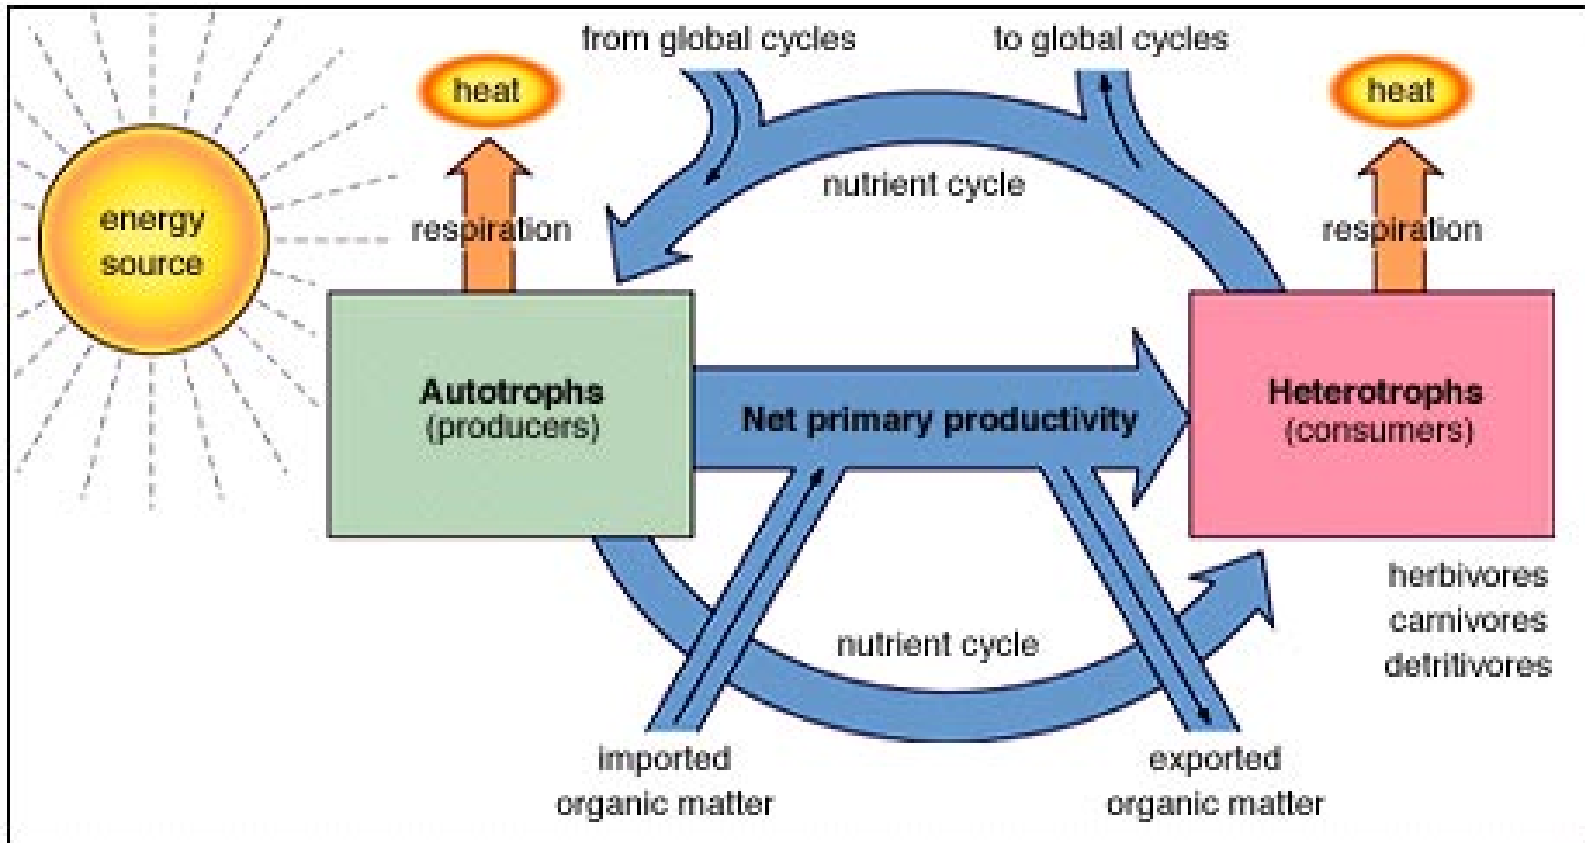 from global cycles
to global cycles
heat
heat
nutrient cycle
energy
source
respiration
respiration
Autotrophs
(producers)
Net primary productivity
Heterotrophs
(consumers)
herbivores
carnivores
detritivores
nutrient cycle
imported
organic matter
exported
organic matter